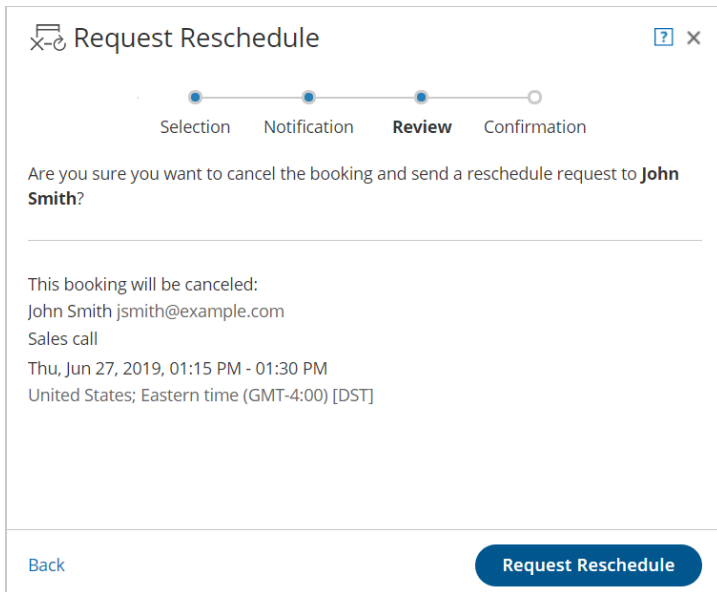 Request Reschedule
?
Selection Notification Review Confirmation
Are you sure you want to cancel the booking and send a reschedule request to John
Smith?
This booking will be canceled:
John Smith jsmith@example.com
Sales call
Thu, Jun 27, 2019, 01:15 PM - 01:30 PM
United States; Eastern time (GMT-4:00) [DST]
Back Request Reschedule